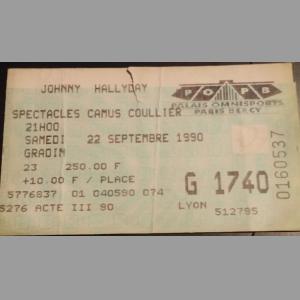 JOHNNY HALLYDAY
POPB
PALAIS OMNISPORTS
PARIS BERCY
SPECTACLES CAMUS COULLIER
21H00
SAMEDI 22 SEPTEMBRE 1990
GRADIN
23 250.00 F
+10.00 F / PLACE
G 1740
0160537
5776837 01 040590 074
LYON 512795
5276 ACTE III 90